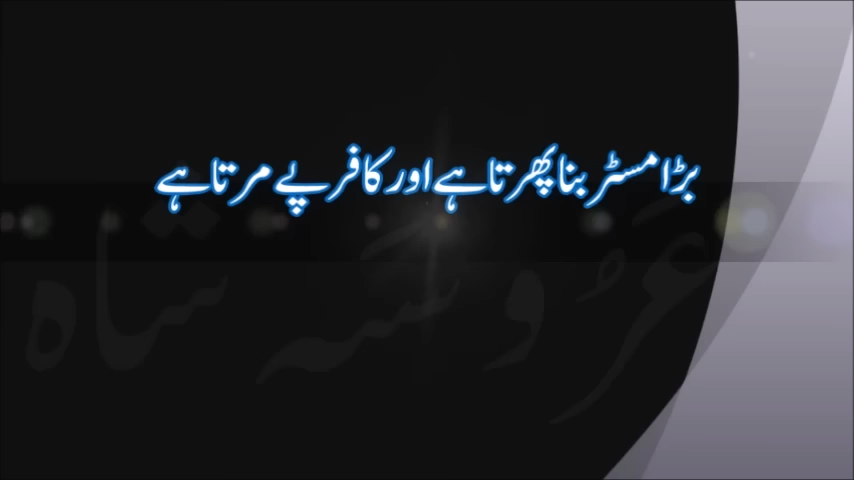 بڑا مسٹر بنا پھرتا ہے اور کافر پے مرتا ہے